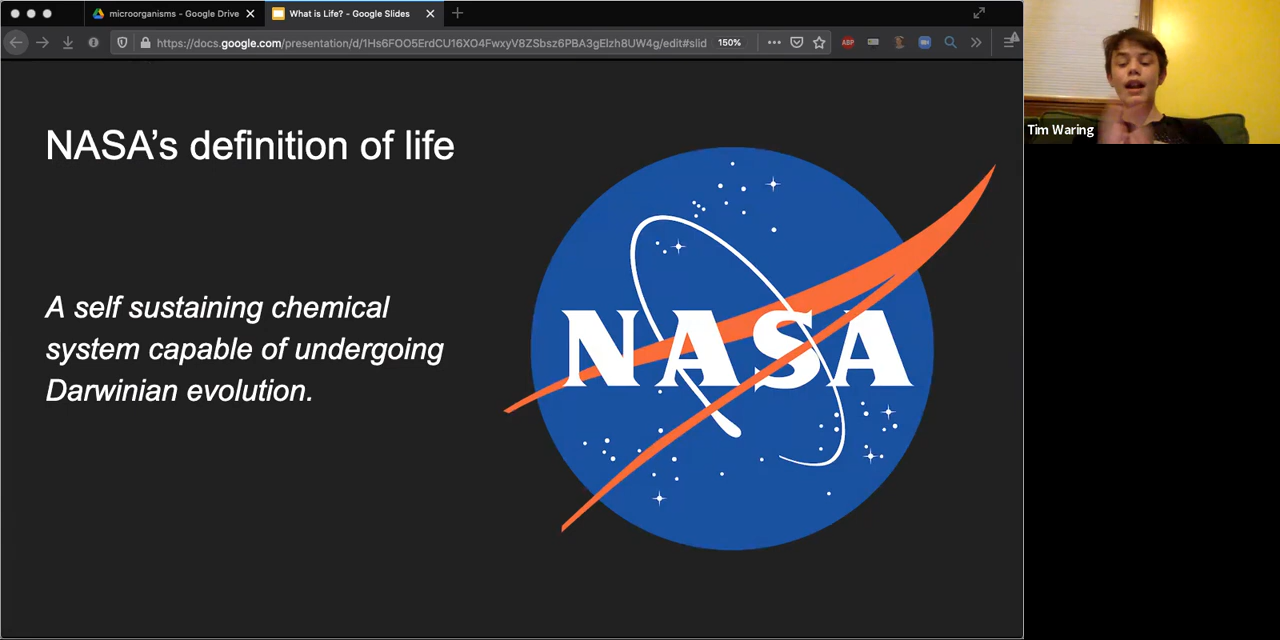 microorganisms - Google Drive
What is Life? - Google Slides
https://docs.google.com/presentation/d/1Hs6FOO5ErdCU16XO4FwxyV8ZSbsz6PBA3gElzh8UW4g/edit#slid
150%
ABP
Tim Waring
NASA's definition of life
A self sustaining chemical
system capable of undergoing
Darwinian evolution.
NASA